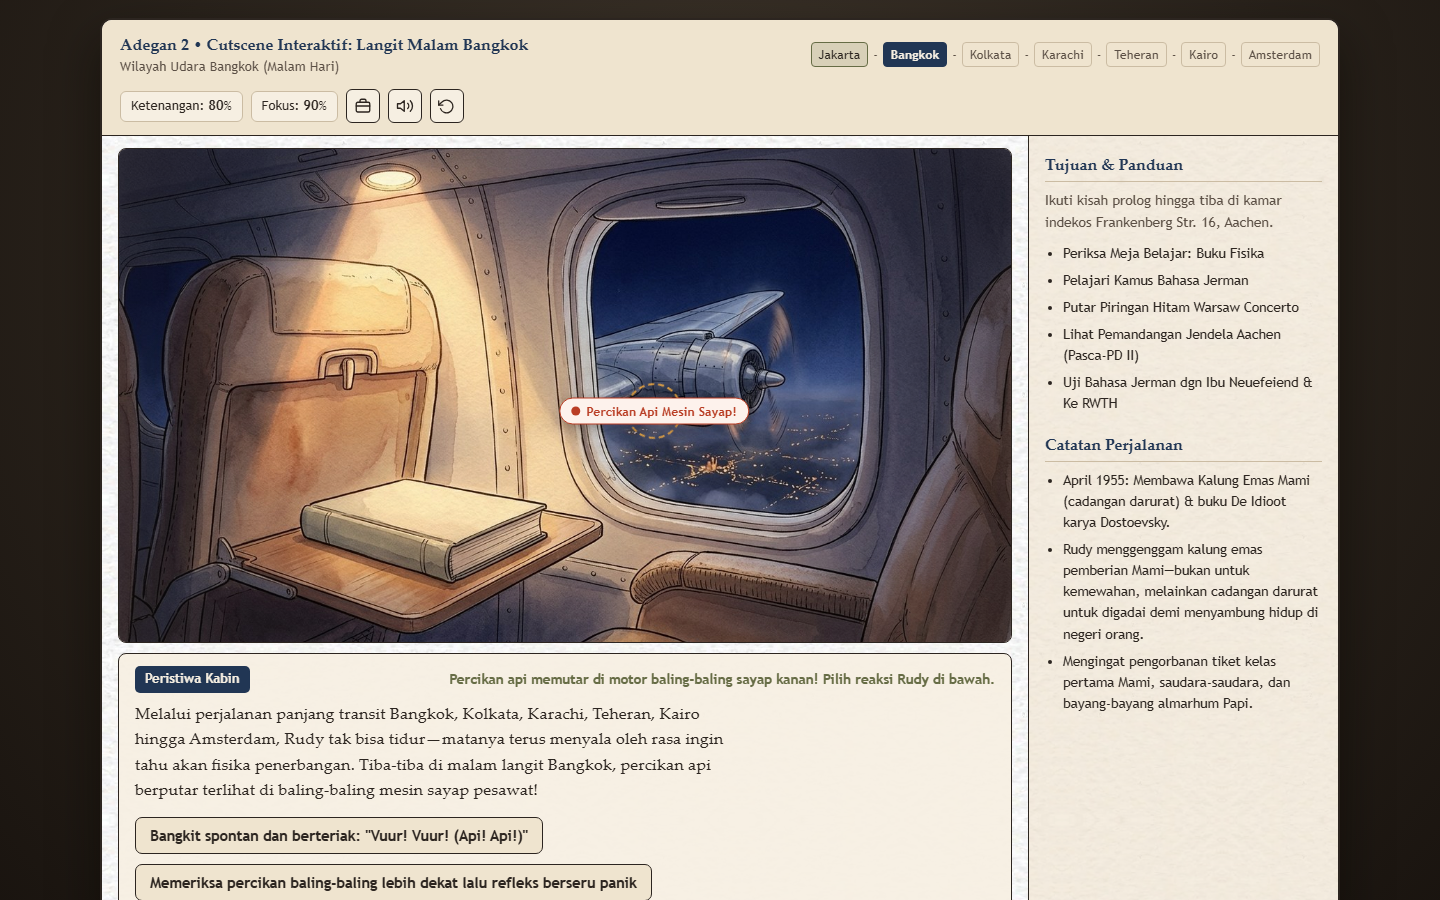 Adegan 2 • Cutscene Interaktif: Langit Malam Bangkok
Wilayah Udara Bangkok (Malam Hari)
Jakarta - Bangkok - Kolkata - Karachi - Teheran - Kairo - Amsterdam
Ketenangan: 80% Fokus: 90%
Percikan Api Mesin Sayap!
Peristiwa Kabin
Percikan api memutar di motor baling-baling sayap kanan! Pilih reaksi Rudy di bawah.
Melalui perjalanan panjang transit Bangkok, Kolkata, Karachi, Teheran, Kairo
hingga Amsterdam, Rudy tak bisa tidur—matanya terus menyala oleh rasa ingin
tahu akan fisika penerbangan. Tiba-tiba di malam langit Bangkok, percikan api
berputar terlihat di baling-baling mesin sayap pesawat!
Bangkit spontan dan berteriak: "Vuur! Vuur! (Api! Api!)"
Memeriksa percikan baling-baling lebih dekat lalu refleks berseru panik
Tujuan & Panduan
Ikuti kisah prolog hingga tiba di kamar
indekos Frankenberg Str. 16, Aachen.
• Periksa Meja Belajar: Buku Fisika
• Pelajari Kamus Bahasa Jerman
• Putar Piringan Hitam Warsaw Concerto
• Lihat Pemandangan Jendela Aachen
(Pasca-PD II)
• Uji Bahasa Jerman dgn Ibu Neuefeiend &
Ke RWTH
Catatan Perjalanan
• April 1955: Membawa Kalung Emas Mami
(cadangan darurat) & buku De Idioot
karya Dostoevsky.
• Rudy menggenggam kalung emas
pemberian Mami—bukan untuk
kemewahan, melainkan cadangan darurat
untuk digadai demi menyambung hidup di
negeri orang.
• Mengingat pengorbanan tiket kelas
pertama Mami, saudara-saudara, dan
bayang-bayang almarhum Papi.